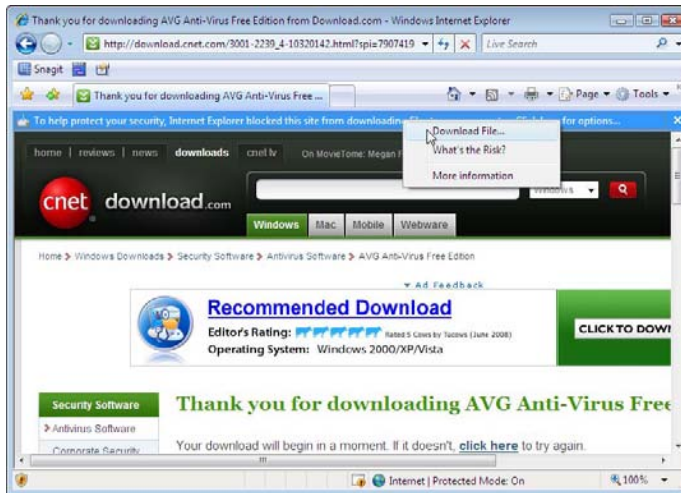 Thank you for downloading AVG Anti-Virus Free Edition from Download.com - Windows Internet Explorer
http://download.cnet.com/3001-2239_4-10320142.html?spi=7907419
Live Search
Snagit
Thank you for downloading AVG Anti-Virus Free ...
Page
Tools
To help protect your security, Internet Explorer blocked this site from downloading for options...
Download File...
What's the Risk?
More information
home | reviews | news downloads cnet tv On MovieTome: Megan
cnet download.com
Windows
Windows Mac Mobile Webware
Home > Windows Downloads > Security Software > Antivirus Software > AVG Anti-Virus Free Edition
Ad Feedback
Recommended Download
Editor's Rating: Rated 5 Cows by Tucows (June 2008)
Operating System: Windows 2000/XP/Vista
CLICK TO DOW
Security Software
Antivirus Software
Corporate Security
Thank you for downloading AVG Anti-Virus Free
Your download will begin in a moment. If it doesn't, click here to try again.
Internet | Protected Mode: On
100%